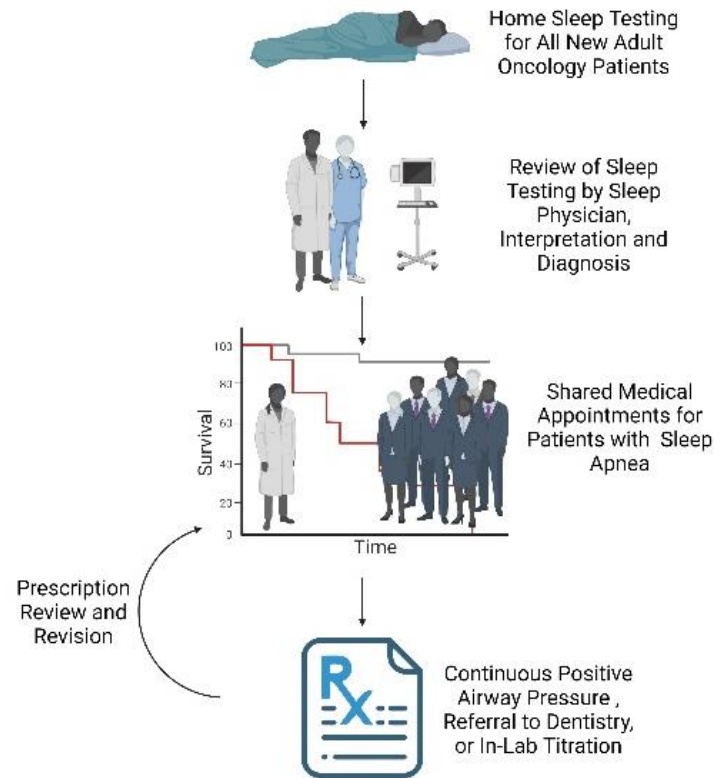 Home Sleep Testing
for All New Adult
Oncology Patients
Review of Sleep
Testing by Sleep
Physician,
Interpretation and
Diagnosis
100
80
60
40
20
0
Survival
Time
Shared Medical
Appointments for
Patients with Sleep
Apnea
Prescription
Review and
Revision
Rx
Continuous Positive
Airway Pressure ,
Referral to Dentistry,
or In-Lab Titration